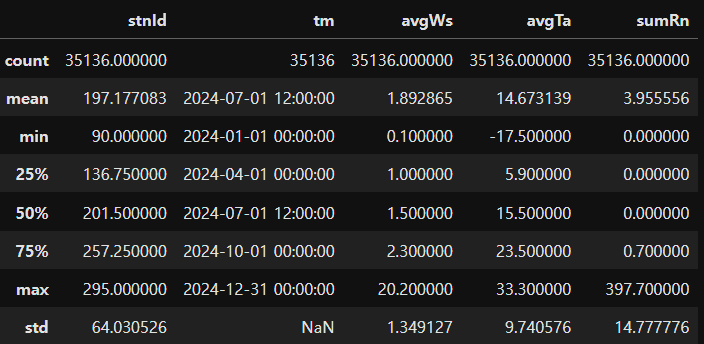 stnId tm avgWs avgTa sumRn
count 35136.000000 35136 35136.000000 35136.000000 35136.000000
mean 197.177083 2024-07-01 12:00:00 1.892865 14.673139 3.955556
min 90.000000 2024-01-01 00:00:00 0.100000 -17.500000 0.000000
25% 136.750000 2024-04-01 00:00:00 1.000000 5.900000 0.000000
50% 201.500000 2024-07-01 12:00:00 1.500000 15.500000 0.000000
75% 257.250000 2024-10-01 00:00:00 2.300000 23.500000 0.700000
max 295.000000 2024-12-31 00:00:00 20.200000 33.300000 397.700000
std 64.030526 NaN 1.349127 9.740576 14.777776